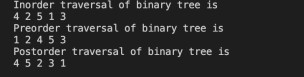 Inorder traversal of binary tree is
4 2 5 1 3
Preorder traversal of binary tree is
1 2 4 5 3
Postorder traversal of binary tree is
4 5 2 3 1